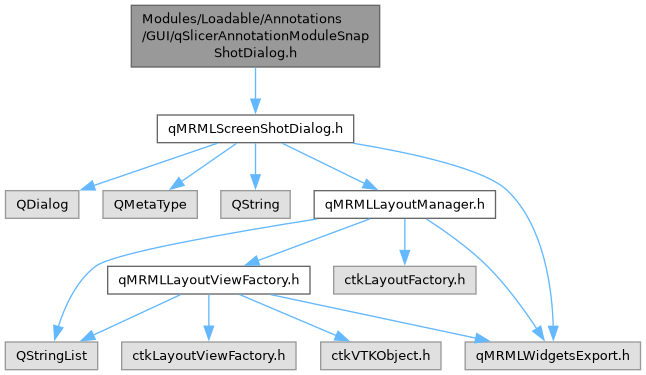 Modules/Loadable/Annotations
/GUI/qSlicerAnnotationModuleSnap
ShotDialog.h
qMRMLScreenShotDialog.h
QDialog
QMetaType
QString
qMRMLLayoutManager.h
qMRMLLayoutViewFactory.h
ctkLayoutFactory.h
QStringList
ctkLayoutViewFactory.h
ctkVTKObject.h
qMRMLWidgetsExport.h